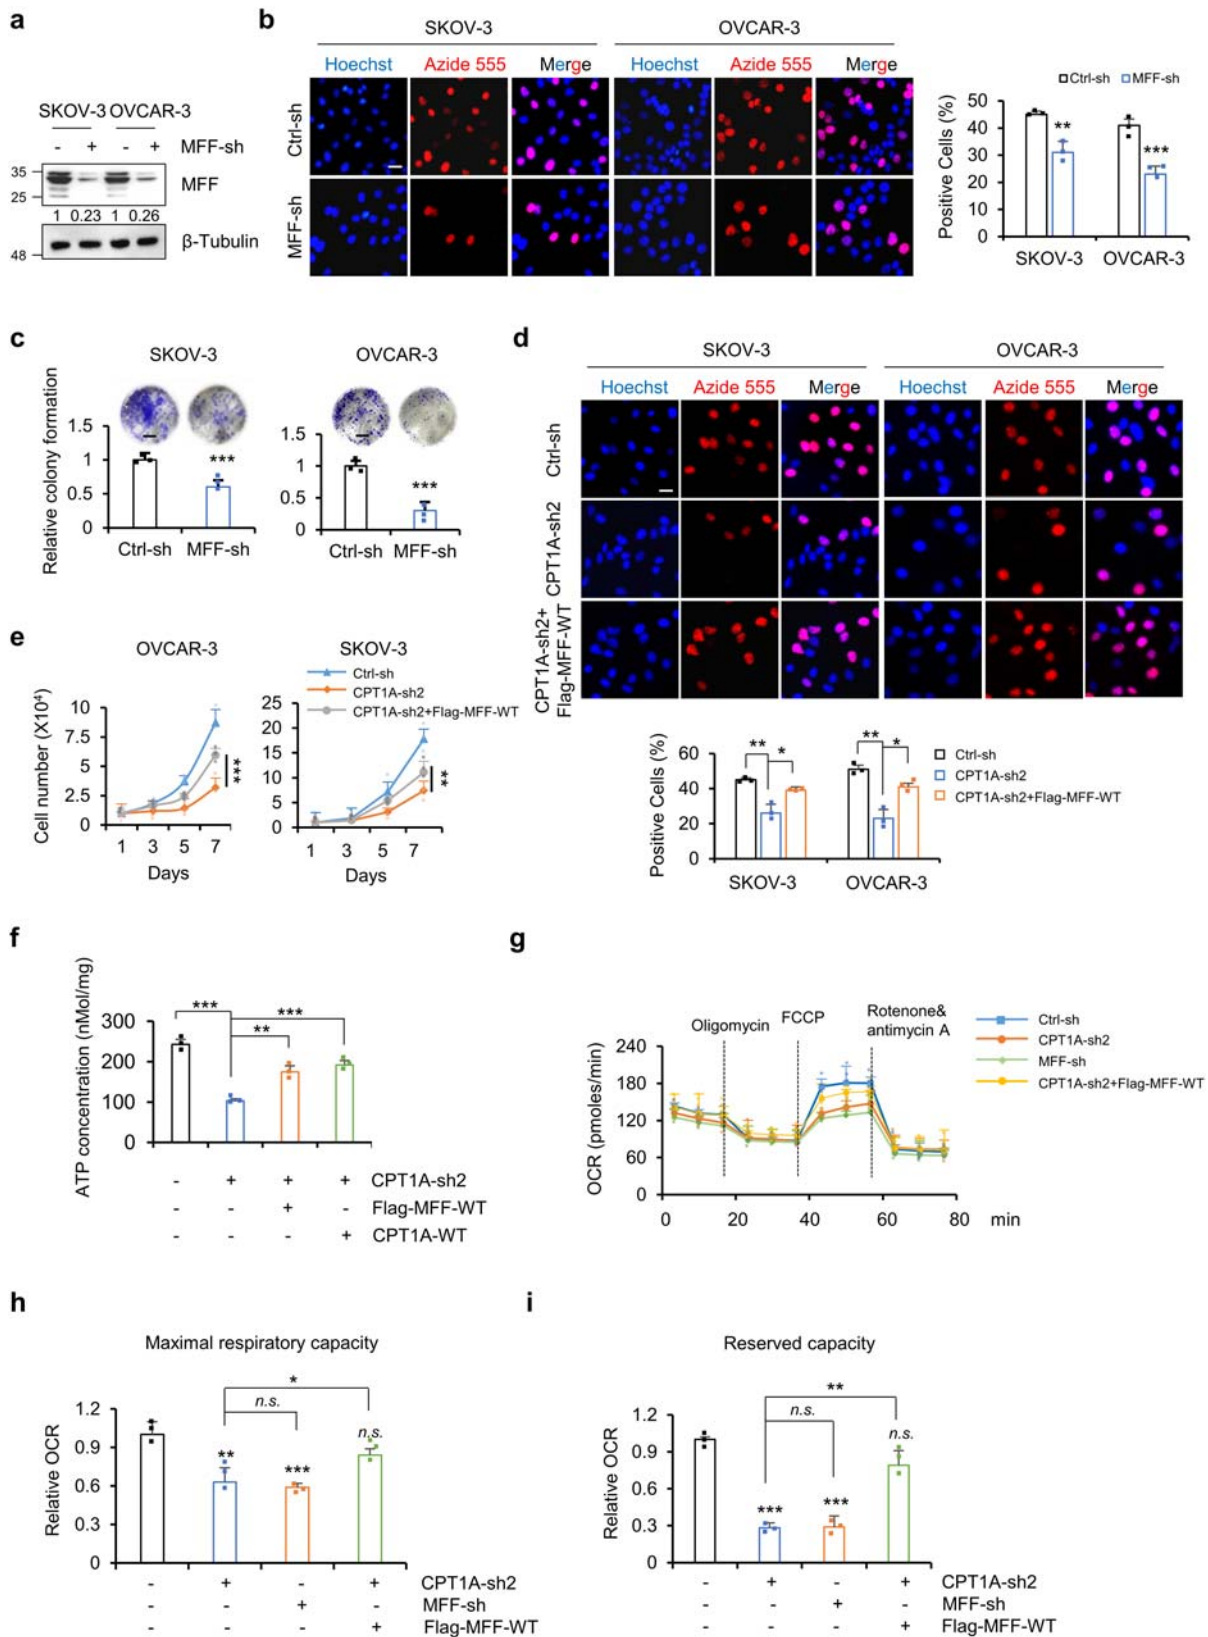 a
SKOV-3 OVCAR-3
- + - + MFF-sh
35
MFF
25
1 0.23 1 0.26
β-Tubulin
48
b
SKOV-3 OVCAR-3
Hoechst Azide 555 Merge Hoechst Azide 555 Merge
Ctrl-sh
MFF-sh
Ctrl-sh MFF-sh
Positive Cells (%)
50
40
30
20
10
0
** ***
SKOV-3 OVCAR-3
c
SKOV-3 OVCAR-3
Relative colony formation
1.5
1
0.5
0
***
Ctrl-sh MFF-sh
1.5
1
0.5
0
***
Ctrl-sh MFF-sh
d
SKOV-3 OVCAR-3
Hoechst Azide 555 Merge Hoechst Azide 555 Merge
Ctrl-sh
CPT1A-sh2
CPT1A-sh2+
Flag-MFF-WT
Positive Cells (%)
60
40
20
0
** * ** *
SKOV-3 OVCAR-3
Ctrl-sh
CPT1A-sh2
CPT1A-sh2+Flag-MFF-WT
e
OVCAR-3 SKOV-3
Ctrl-sh
CPT1A-sh2
CPT1A-sh2+Flag-MFF-WT
Cell number (X10⁴)
10
7.5
5
2.5
0
***
1 3 5 7
Days
25
20
15
10
5
0
**
1 3 5 7
Days
f
ATP concentration (nMol/mg)
300
200
100
0
*** ** ***
- + + + CPT1A-sh2
- - + - Flag-MFF-WT
- - - + CPT1A-WT
g
Oligomycin FCCP Rotenone&
antimycin A
Ctrl-sh
CPT1A-sh2
MFF-sh
CPT1A-sh2+Flag-MFF-WT
OCR (pmoles/min)
240
180
120
60
0
0 20 40 60 80 min
h
Maximal respiratory capacity
Relative OCR
1.2
0.9
0.6
0.3
0
*
n.s.
** *** n.s.
- + - + CPT1A-sh2
- - + - MFF-sh
- - - + Flag-MFF-WT
i
Reserved capacity
Relative OCR
1.2
0.9
0.6
0.3
0
**
n.s.
*** *** n.s.
- + - + CPT1A-sh2
- - + - MFF-sh
- - - + Flag-MFF-WT